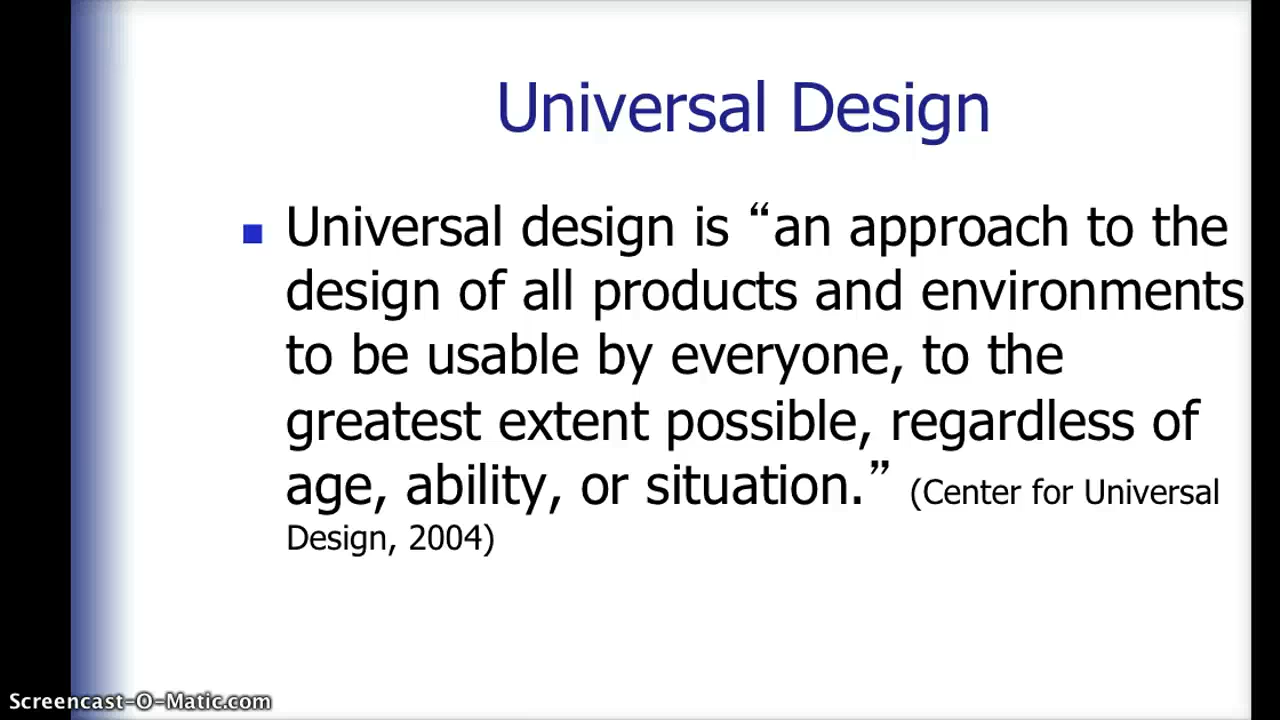 Universal Design
Universal design is “an approach to the
design of all products and environments
to be usable by everyone, to the
greatest extent possible, regardless of
age, ability, or situation.” (Center for Universal
Design, 2004)
Screencast-O-Matic.com